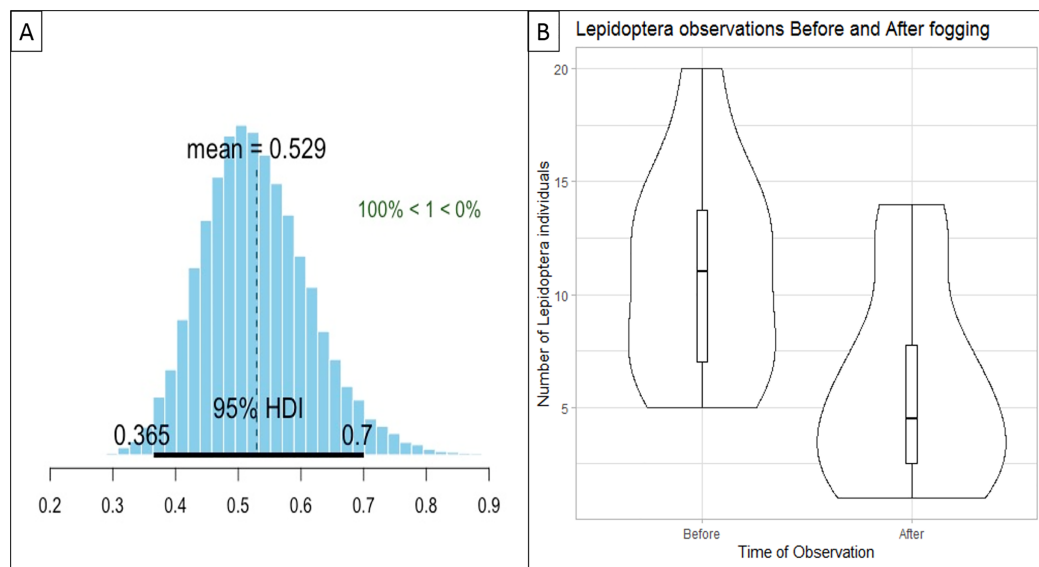 A
mean = 0.529
100% < 1 < 0%
95% HDI
0.365
0.7
0.2 0.3 0.4 0.5 0.6 0.7 0.8 0.9
B
Lepidoptera observations Before and After fogging
Number of Lepidoptera individuals
20
15
10
5
Before After
Time of Observation